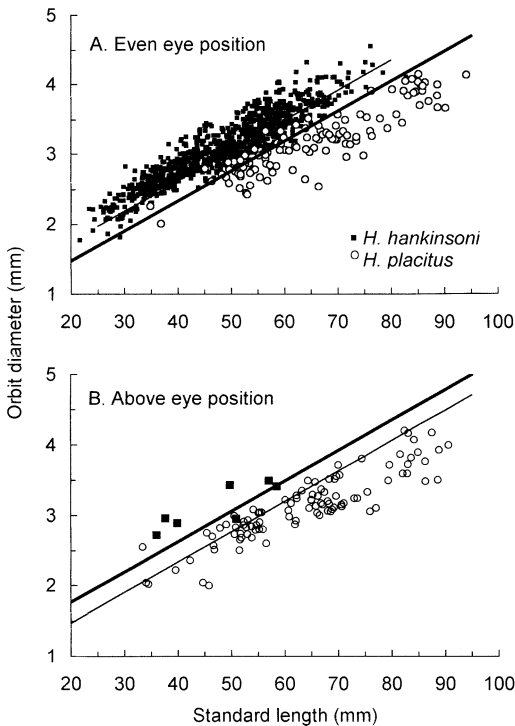 5
A. Even eye position
4
3
2
H. hankinsoni
H. placitus
1
20 30 40 50 60 70 80 90 100
Orbit diameter (mm)
5
B. Above eye position
4
3
2
1
20 30 40 50 60 70 80 90 100
Standard length (mm)